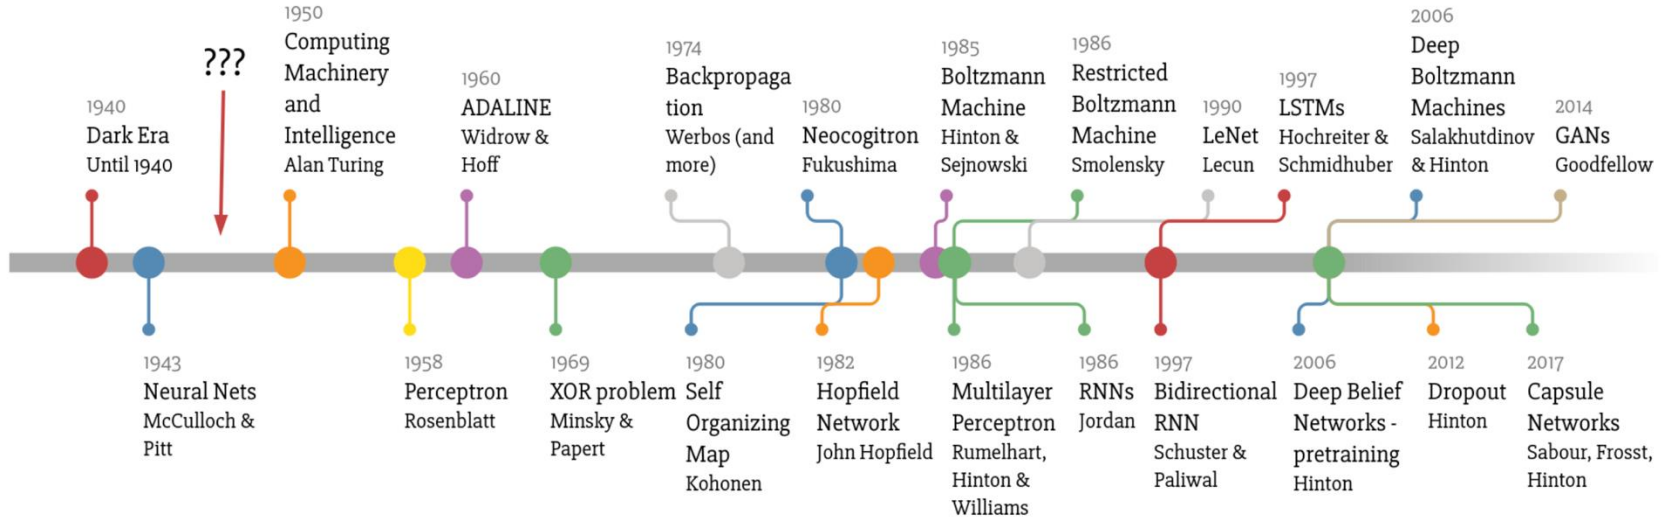 ???
1940
Dark Era
Until 1940
1950
Computing
Machinery
and
Intelligence
Alan Turing
1960
ADALINE
Widrow &
Hoff
1974
Backpropaga
tion
Werbos (and
more)
1980
Neocogitron
Fukushima
1985
Boltzmann
Machine
Hinton &
Sejnowski
1986
Restricted
Boltzmann
Machine
Smolensky
1990
LeNet
Lecun
1997
LSTMs
Hochreiter &
Schmidhuber
2006
Deep
Boltzmann
Machines
Salakhutdinov
& Hinton
2014
GANs
Goodfellow
1943
Neural Nets
McCulloch &
Pitt
1958
Perceptron
Rosenblatt
1969
XOR problem
Minsky &
Papert
1980
Self
Organizing
Map
Kohonen
1982
Hopfield
Network
John Hopfield
1986
Multilayer
Perceptron
Rumelhart,
Hinton &
Williams
1986
RNNs
Jordan
1997
Bidirectional
RNN
Schuster &
Paliwal
2006
Deep Belief
Networks -
pretraining
Hinton
2012
Dropout
Hinton
2017
Capsule
Networks
Sabour, Frosst,
Hinton